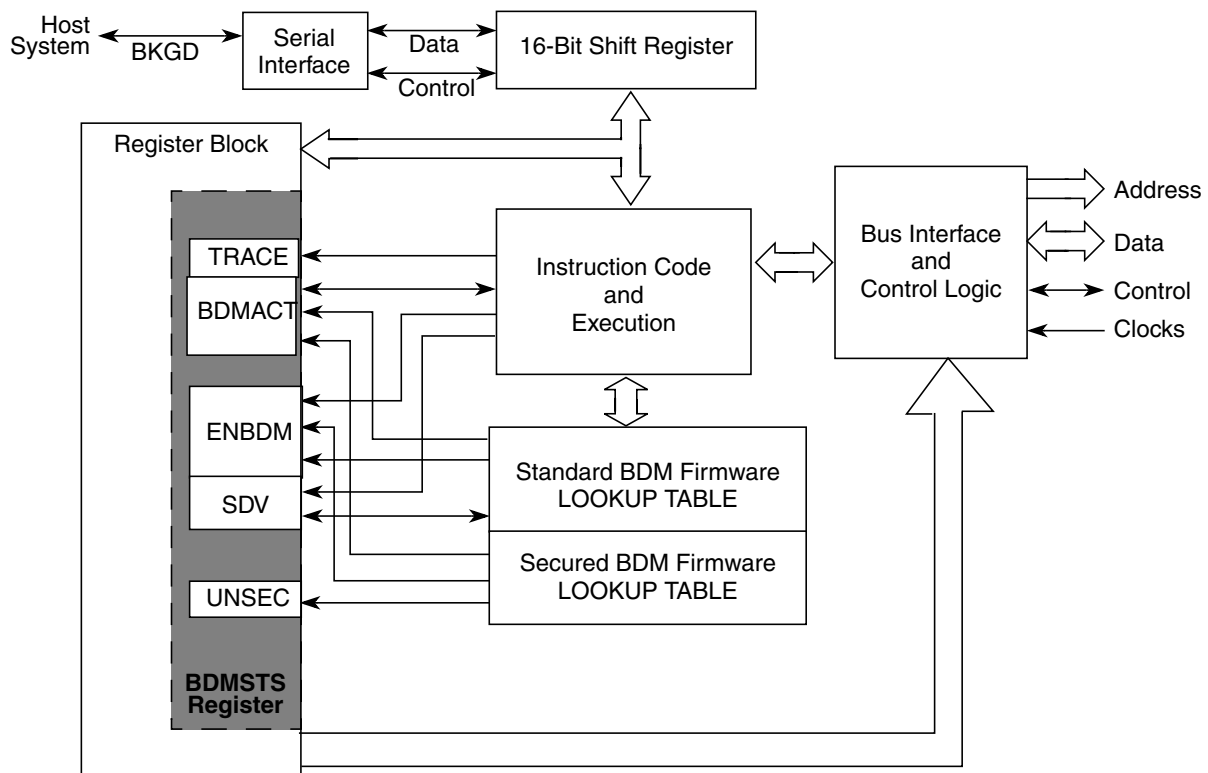 Host
System
BKGD
Serial
Interface
Data
Control
16-Bit Shift Register
Register Block
TRACE
BDMACT
ENBDM
SDV
UNSEC
BDMSTS
Register
Instruction Code
and
Execution
Standard BDM Firmware
LOOKUP TABLE
Secured BDM Firmware
LOOKUP TABLE
Bus Interface
and
Control Logic
Address
Data
Control
Clocks